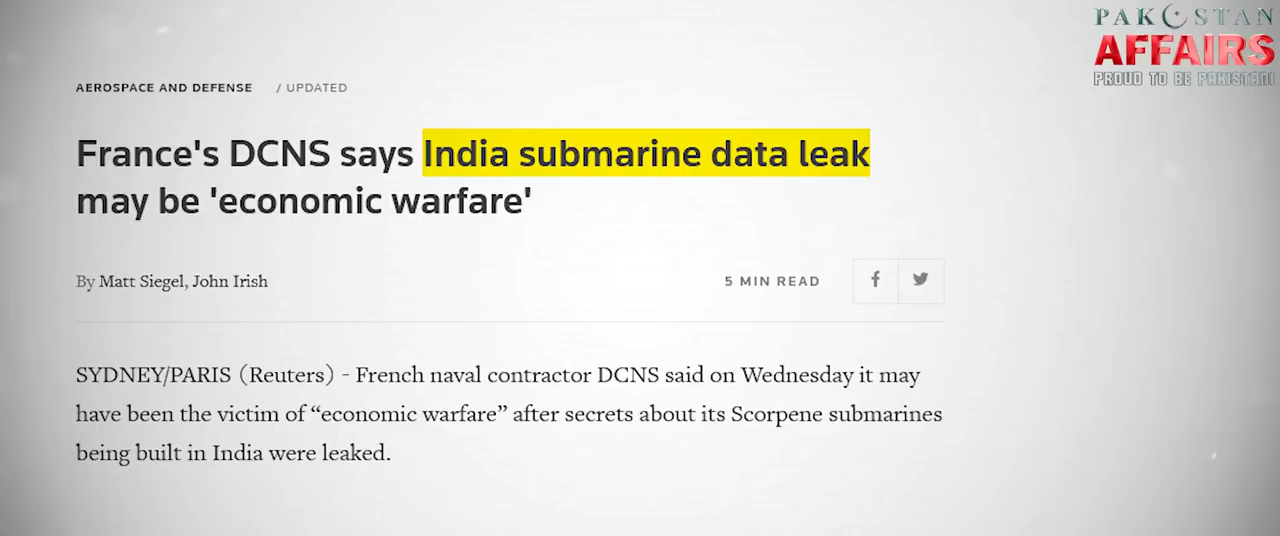 PAKISTAN
AFFAIRS
PROUD TO BE PAKISTANI
AEROSPACE AND DEFENSE / UPDATED
France's DCNS says India submarine data leak
may be 'economic warfare'
By Matt Siegel, John Irish
5 MIN READ
SYDNEY/PARIS (Reuters) - French naval contractor DCNS said on Wednesday it may
have been the victim of “economic warfare” after secrets about its Scorpene submarines
being built in India were leaked.